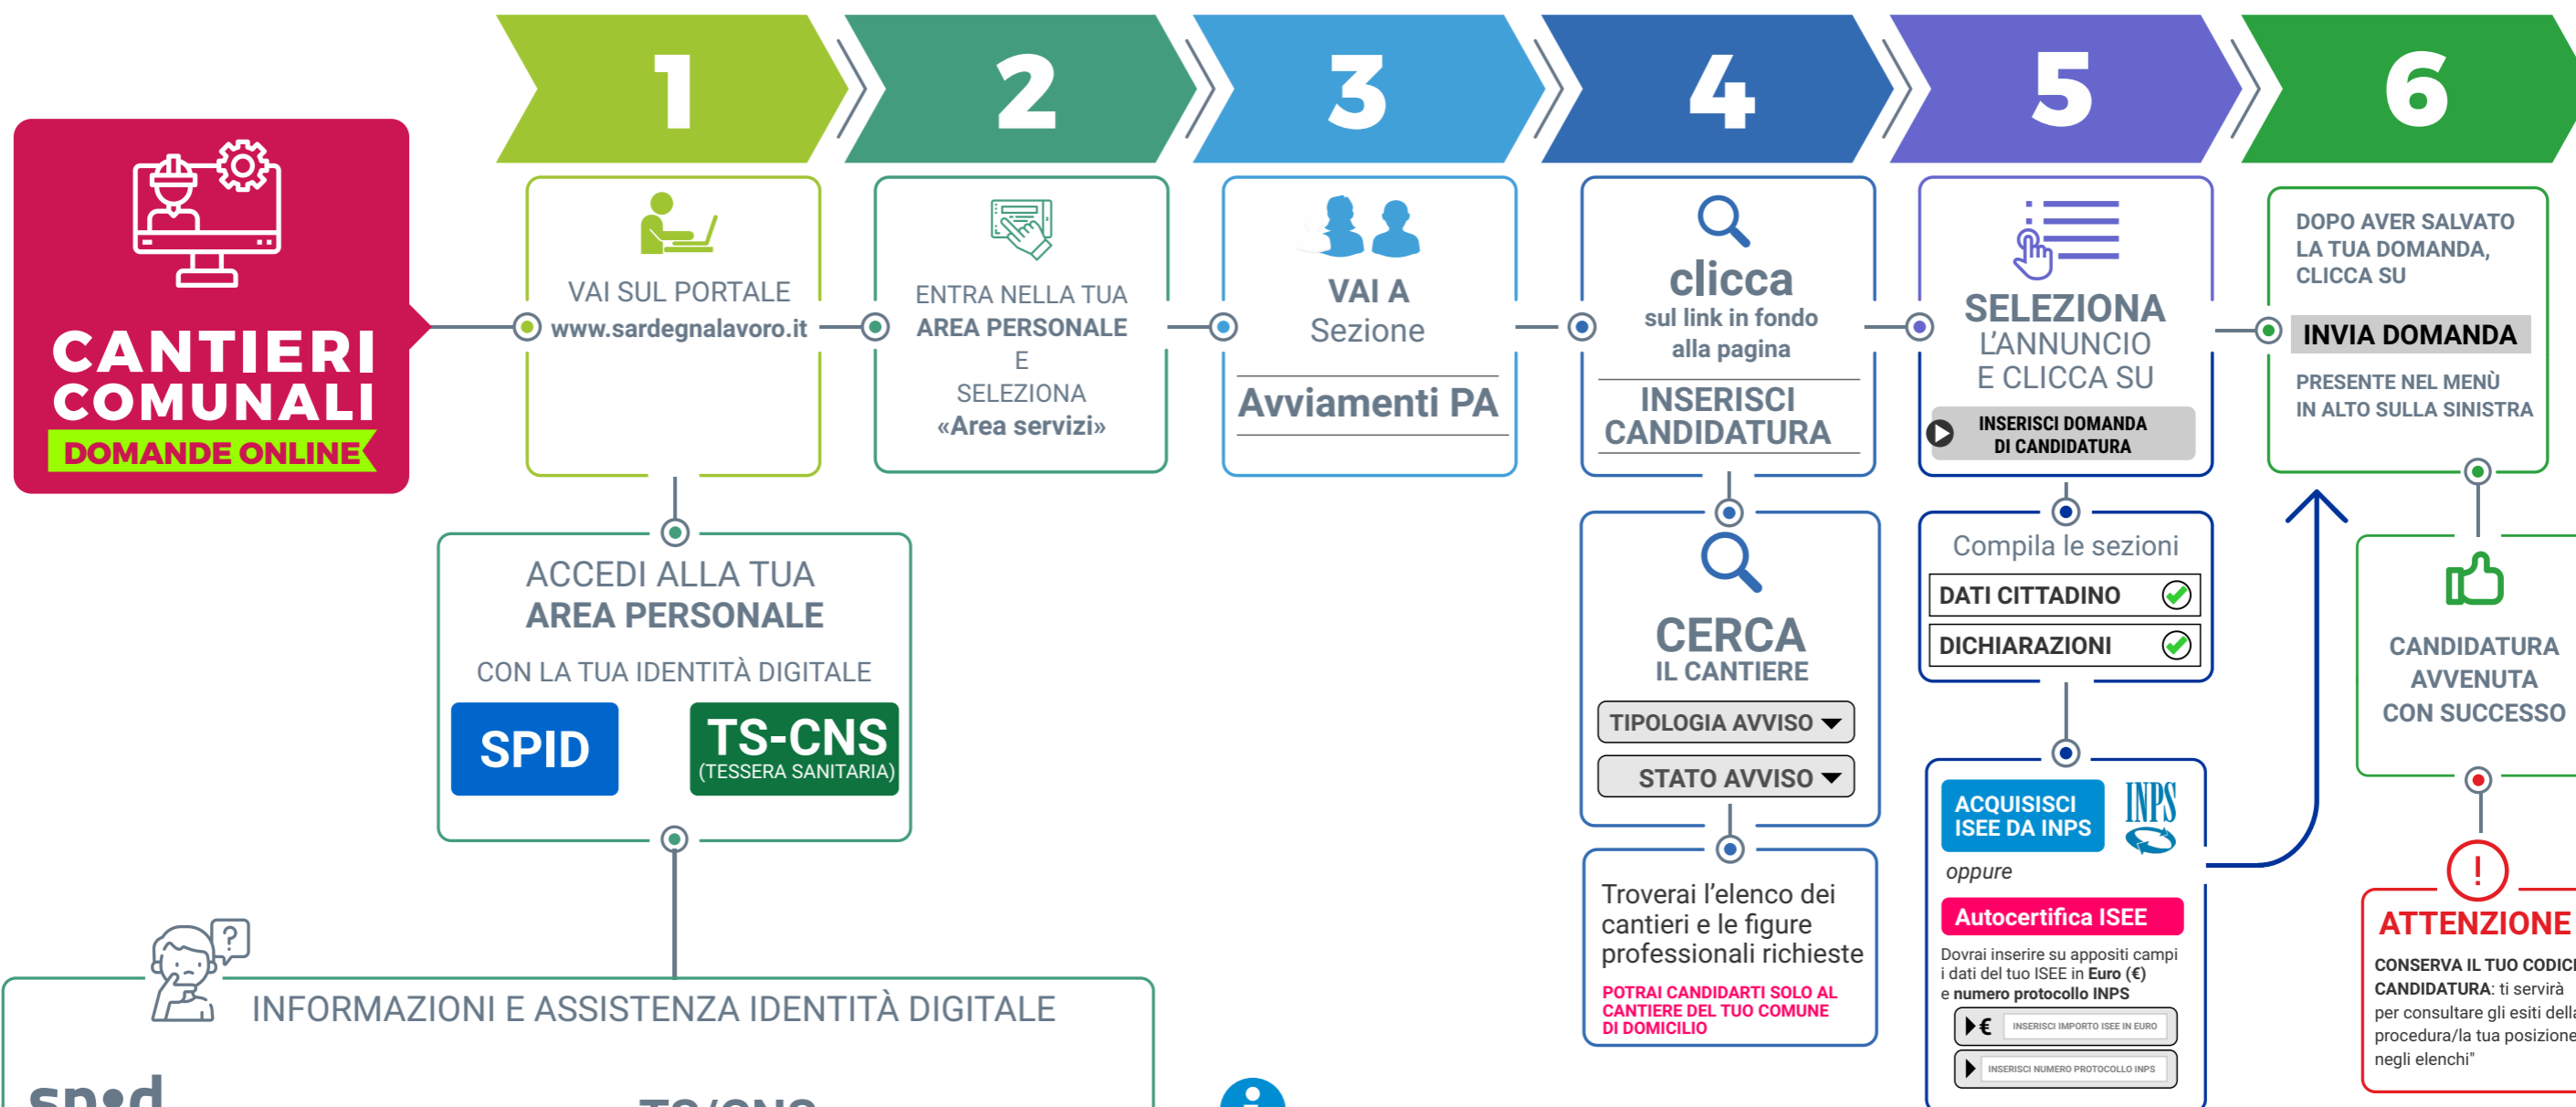 CANTIERI
COMUNALI
DOMANDE ONLINE
1
VAI SUL PORTALE
www.sardegnalavoro.it
ACCEDI ALLA TUA
AREA PERSONALE
CON LA TUA IDENTITÀ DIGITALE
SPID
TS-CNS
(TESSERA SANITARIA)
?
INFORMAZIONI E ASSISTENZA IDENTITÀ DIGITALE
spid
TS/CNS
2
ENTRA NELLA TUA
AREA PERSONALE
E
SELEZIONA
«Area servizi»
3
VAI A
Sezione
Avviamenti PA
4
clicca
sul link in fondo
alla pagina
INSERISCI
CANDIDATURA
CERCA
IL CANTIERE
TIPOLOGIA AVVISO
STATO AVVISO
Troverai l'elenco dei
cantieri e le figure
professionali richieste
POTRAI CANDIDARTI SOLO AL
CANTIERE DEL TUO COMUNE
DI DOMICILIO
5
SELEZIONA
L'ANNUNCIO
E CLICCA SU
INSERISCI DOMANDA
DI CANDIDATURA
Compila le sezioni
DATI CITTADINO
DICHIARAZIONI
ACQUISISCI
ISEE DA INPS
INPS
oppure
Autocertifica ISEE
Dovrai inserire su appositi campi
i dati del tuo ISEE in Euro (€)
e numero protocollo INPS
€ INSERISCI IMPORTO ISEE IN EURO
INSERISCI NUMERO PROTOCOLLO INPS
6
DOPO AVER SALVATO
LA TUA DOMANDA,
CLICCA SU
INVIA DOMANDA
PRESENTE NEL MENÙ
IN ALTO SULLA SINISTRA
CANDIDATURA
AVVENUTA
CON SUCCESSO
!
ATTENZIONE
CONSERVA IL TUO CODICE
CANDIDATURA: ti servirà
per consultare gli esiti della
procedura/la tua posizione
negli elenchi"